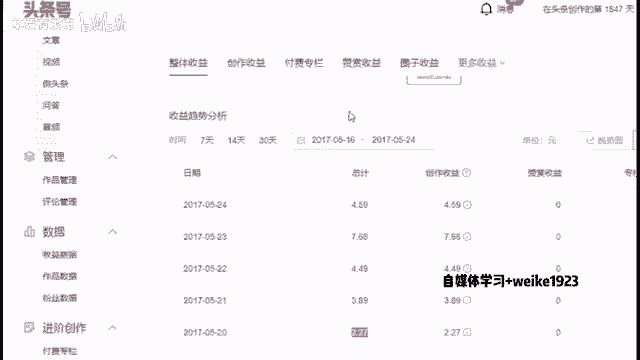 头条号
消息
在头条创作的第 1847 天
文章
视频
微头条
问答
音频
管理
作品管理
评论管理
数据
收益数据
作品数据
粉丝数据
进阶创作
付费专栏
整体收益 创作收益 付费专栏 赞赏收益 圈子收益 更多收益
收益趋势分析
时间 7天 14天 30天 2017-05-16 - 2017-05-24 单位：元
日期 总计 创作收益 赞赏收益
2017-05-24 4.59 4.59 0
2017-05-23 7.66 7.66 0
2017-05-22 4.49 4.49 0
2017-05-21 3.89 3.89 0
2017-05-20 2.27 2.27 0
自媒体学习+weike1923